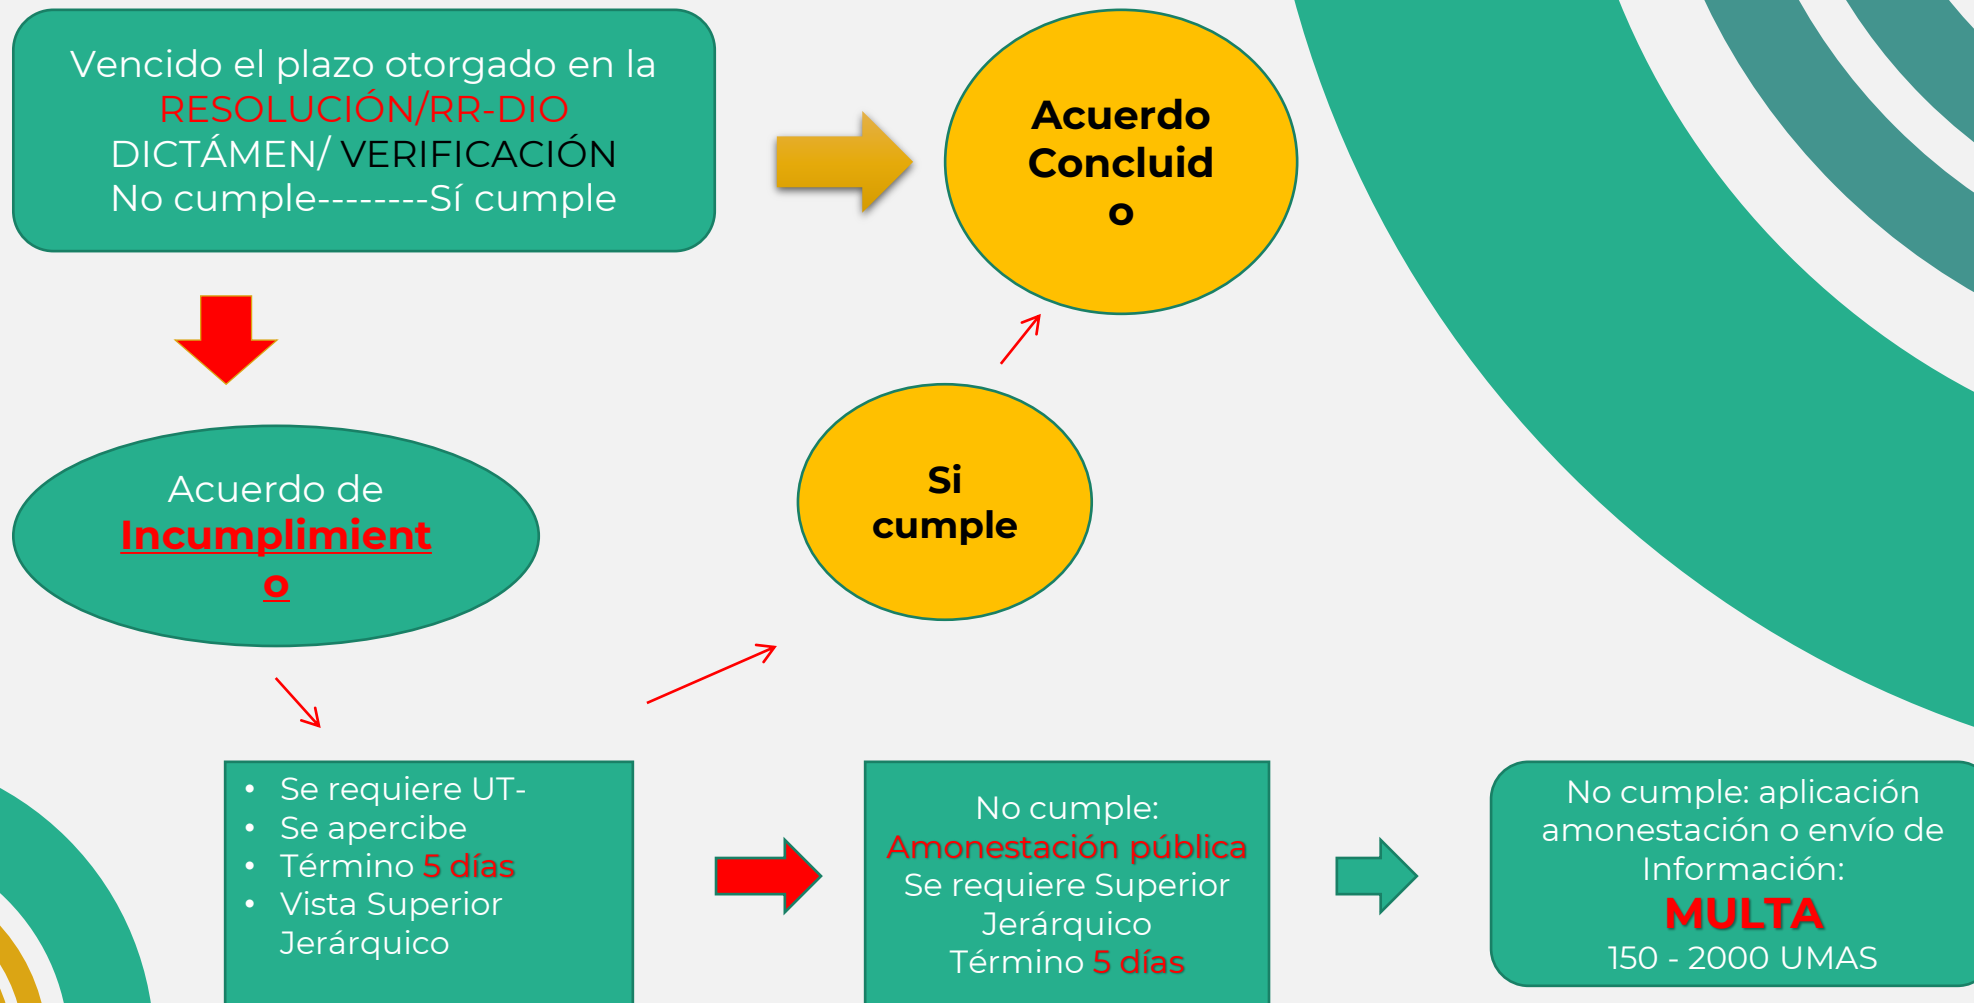 Vencido el plazo otorgado en la
RESOLUCIÓN/RR-DIO
DICTÁMEN/ VERIFICACIÓN
No cumple--------Sí cumple
Acuerdo
Concluid
o
Acuerdo de
Incumplimient
o
Si
cumple
• Se requiere UT-
• Se apercibe
• Término 5 días
• Vista Superior
Jerárquico
No cumple:
Amonestación pública
Se requiere Superior
Jerárquico
Término 5 días
No cumple: aplicación
amonestación o envío de
Información:
MULTA
150 - 2000 UMAS